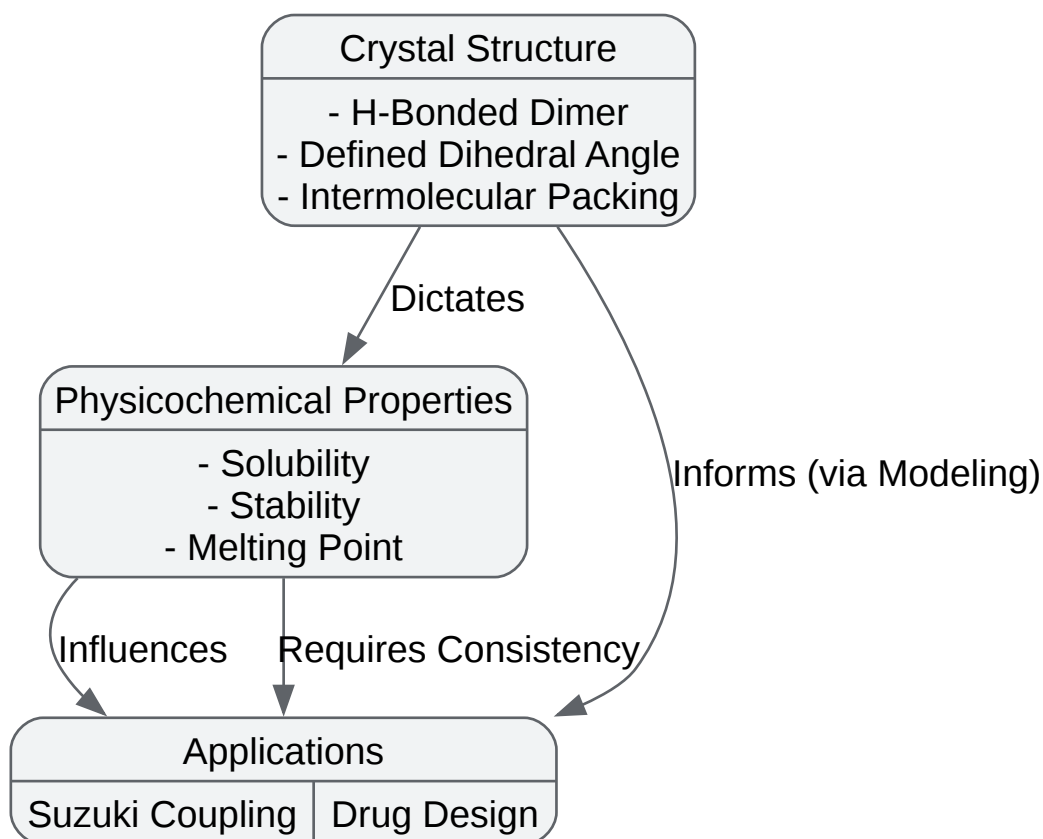 Crystal Structure
- H-Bonded Dimer
- Defined Dihedral Angle
- Intermolecular Packing
Dictates
Physicochemical Properties
- Solubility
- Stability
- Melting Point
Informs (via Modeling)
Influences
Requires Consistency
Applications
Suzuki Coupling
Drug Design